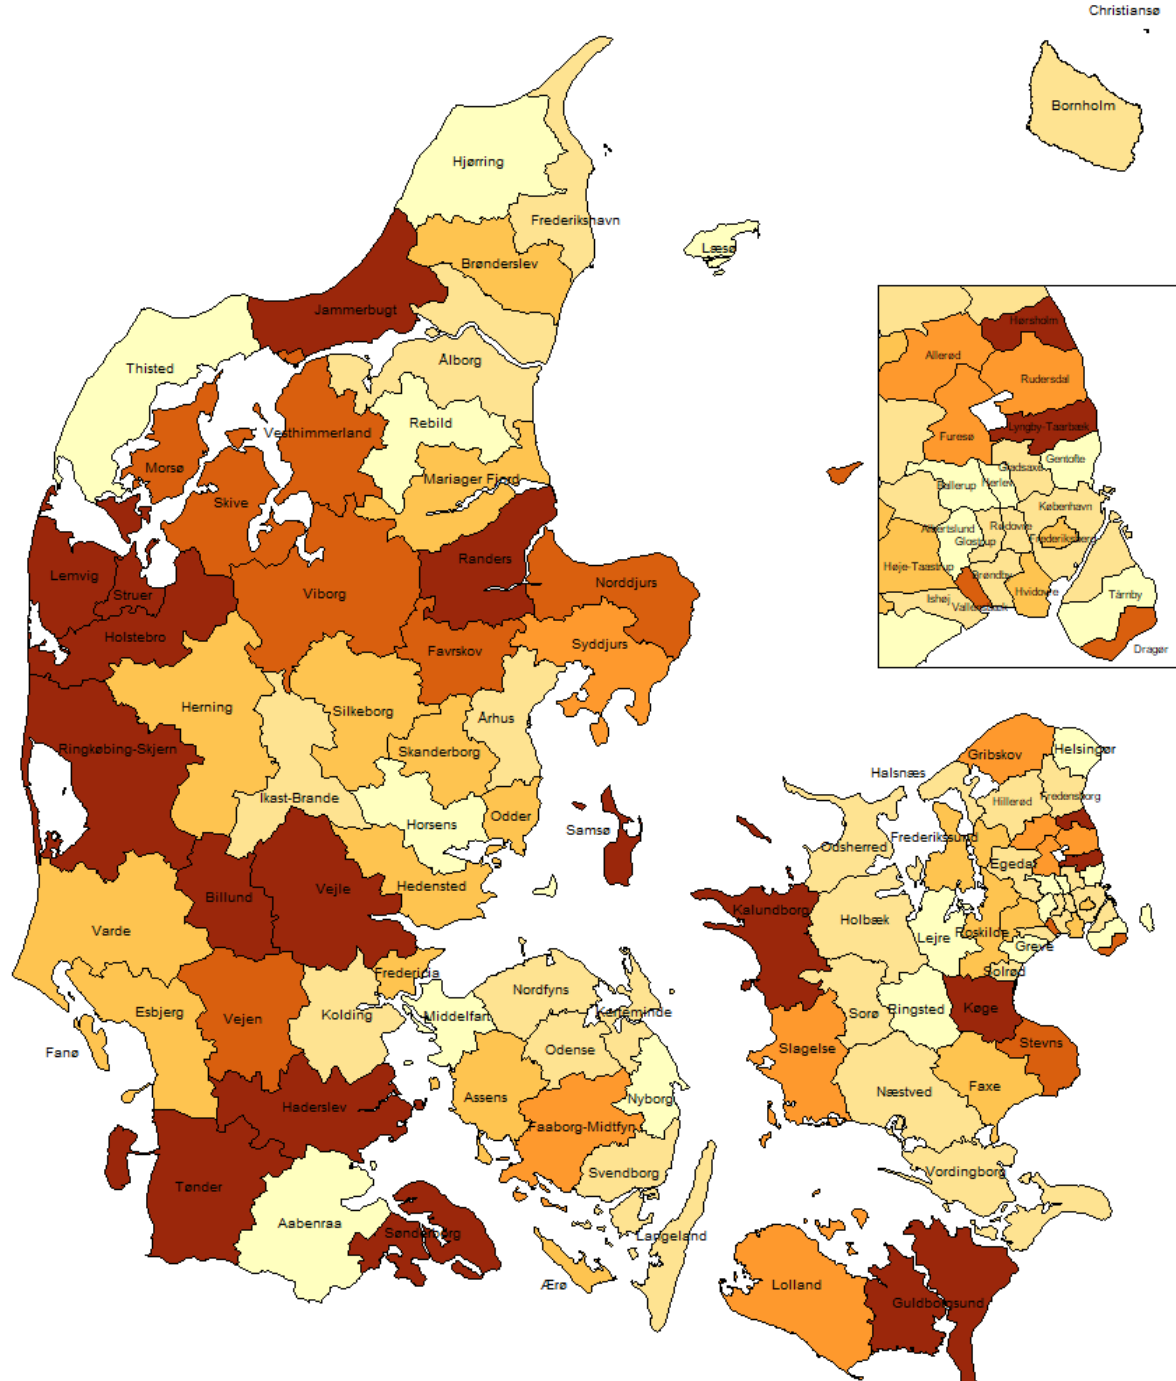 Christiansø
Bornholm
Hjørring
Frederikshavn
Læsø
Brønderslev
Jammerbugt
Ålborg
Thisted
Rebild
Vesthimmerland
Morsø
Mariager Fjord
Skive
Randers
Lemvig
Struer
Viborg
Norddjurs
Holstebro
Favrskov
Syddjurs
Herning
Silkeborg
Århus
Ringkøbing-Skjern
Skanderborg
Ikast-Brande
Horsens
Odder
Samsø
Billund
Vejle
Hedensted
Varde
Fredericia
Esbjerg
Vejen
Kolding
Middelfart
Nordfyns
Kerteminde
Fanø
Odense
Assens
Nyborg
Haderslev
Faaborg-Midtfyn
Svendborg
Tønder
Aabenraa
Sønderborg
Langeland
Ærø
Hørsholm
Allerød
Rudersdal
Lyngby-Taarbæk
Furesø
Gentofte
Gladsaxe
Ballerup
Herlev
København
Albertslund
Rødovre
Glostrup
Frederiksberg
Høje-Taastrup
Brøndby
Hvidovre
Ishøj
Vallensbæk
Tårnby
Dragør
Gribskov
Helsingør
Halsnæs
Hillerød
Fredensborg
Frederikssund
Odsherred
Egedal
Kalundborg
Holbæk
Lejre
Roskilde
Greve
Solrød
Sorø
Ringsted
Køge
Slagelse
Stevns
Næstved
Faxe
Vordingborg
Lolland
Guldborgsund